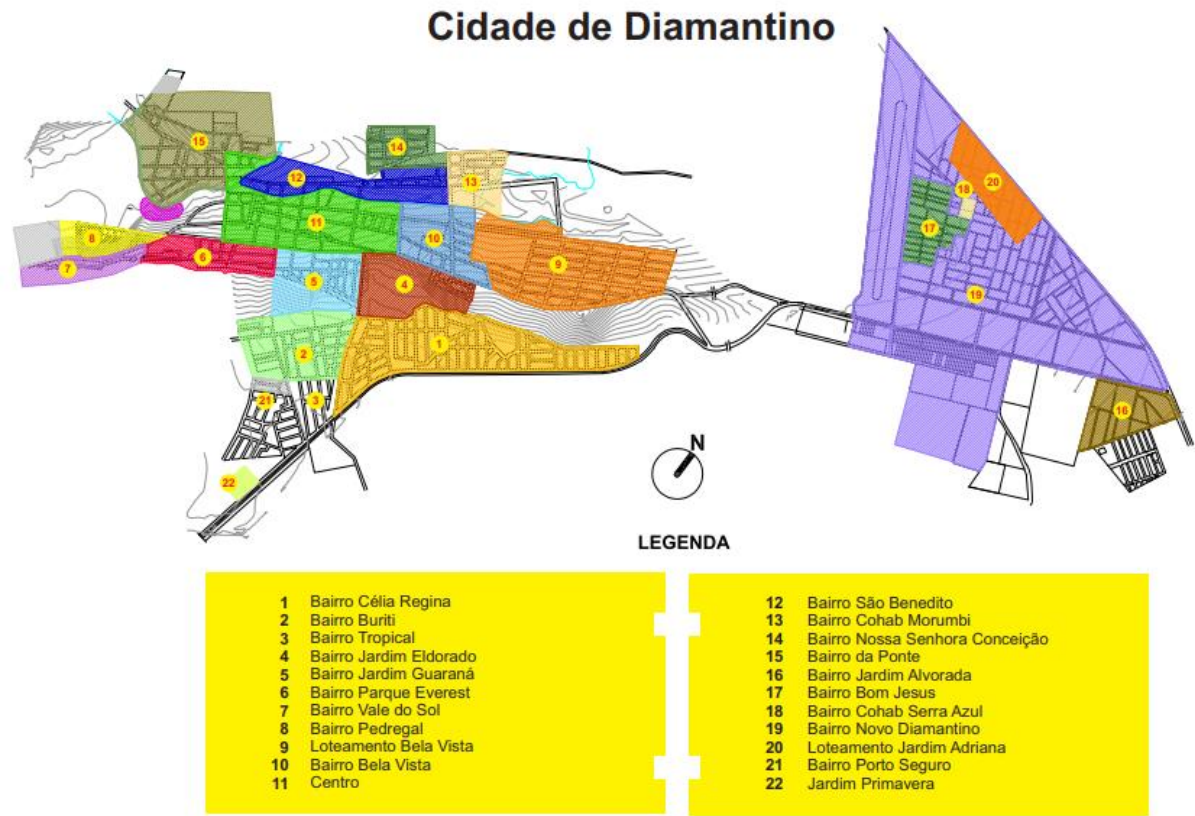 Cidade de Diamantino
15
14
12
13
20
18
11
17
10
8
6
9
7
5
4
19
1
2
16
21
3
N
22
LEGENDA
1 Bairro Célia Regina
2 Bairro Buriti
3 Bairro Tropical
4 Bairro Jardim Eldorado
5 Bairro Jardim Guaraná
6 Bairro Parque Everest
7 Bairro Vale do Sol
8 Bairro Pedregal
9 Loteamento Bela Vista
10 Bairro Bela Vista
11 Centro
12 Bairro São Benedito
13 Bairro Cohab Morumbi
14 Bairro Nossa Senhora Conceição
15 Bairro da Ponte
16 Bairro Jardim Alvorada
17 Bairro Bom Jesus
18 Bairro Cohab Serra Azul
19 Bairro Novo Diamantino
20 Loteamento Jardim Adriana
21 Bairro Porto Seguro
22 Jardim Primavera